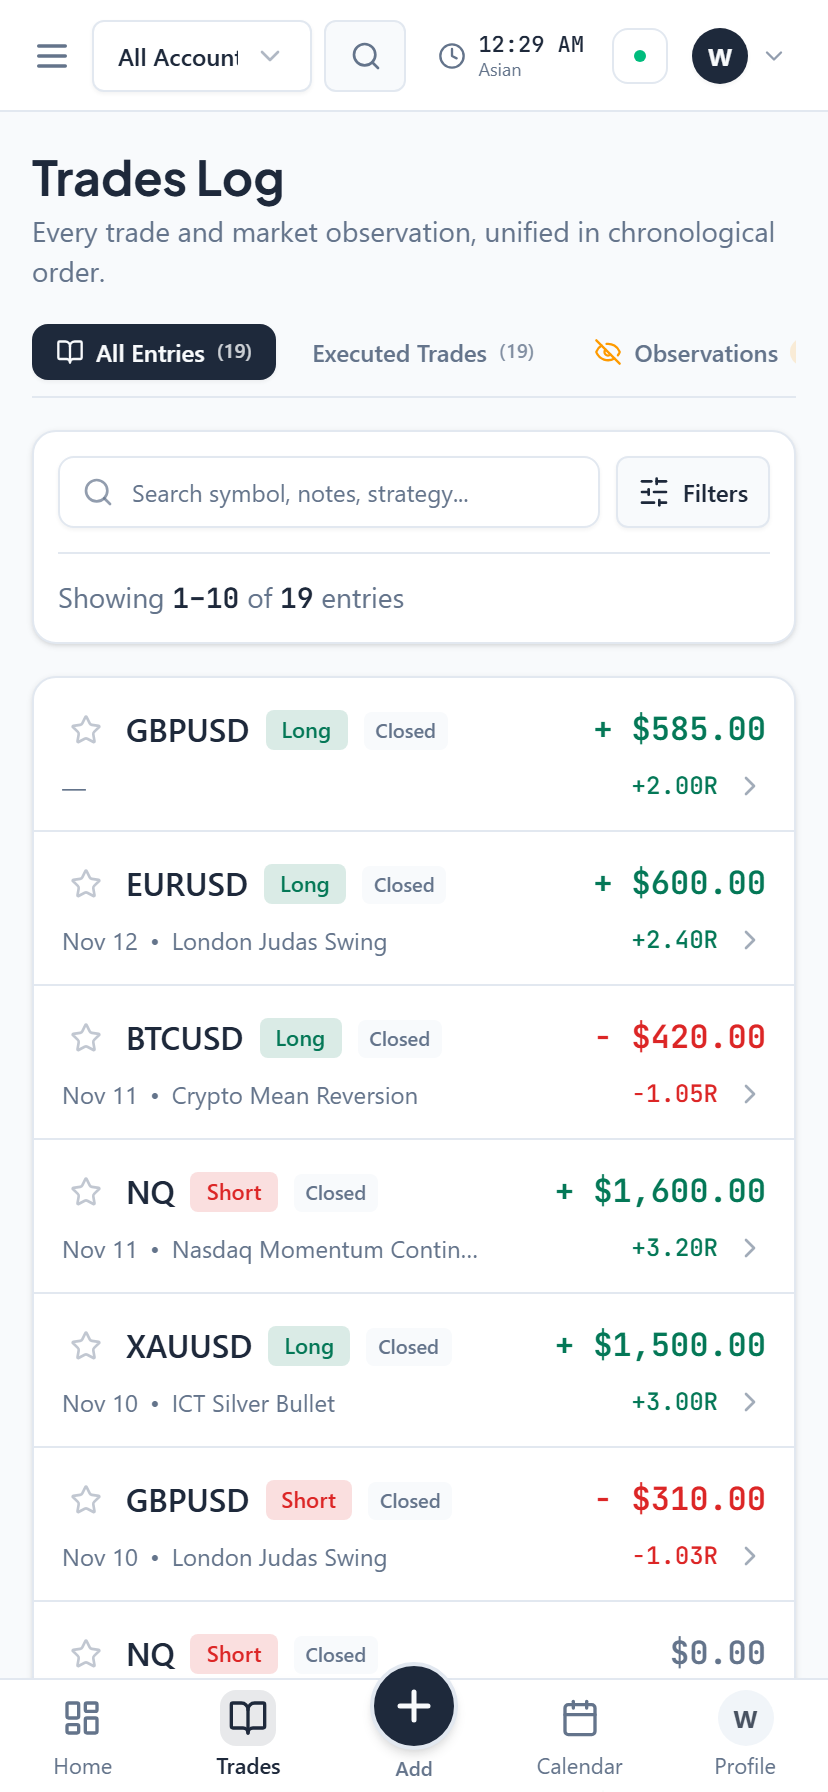 All Account
12:29 AM
Asian
W
Trades Log
Every trade and market observation, unified in chronological
order.
All Entries (19)
Executed Trades (19)
Observations
Search symbol, notes, strategy...
Filters
Showing 1–10 of 19 entries
GBPUSD Long Closed + $585.00
— +2.00R
EURUSD Long Closed + $600.00
Nov 12 • London Judas Swing +2.40R
BTCUSD Long Closed - $420.00
Nov 11 • Crypto Mean Reversion -1.05R
NQ Short Closed + $1,600.00
Nov 11 • Nasdaq Momentum Contin... +3.20R
XAUUSD Long Closed + $1,500.00
Nov 10 • ICT Silver Bullet +3.00R
GBPUSD Short Closed - $310.00
Nov 10 • London Judas Swing -1.03R
NQ Short Closed $0.00
Home
Trades
Add
Calendar
W
Profile